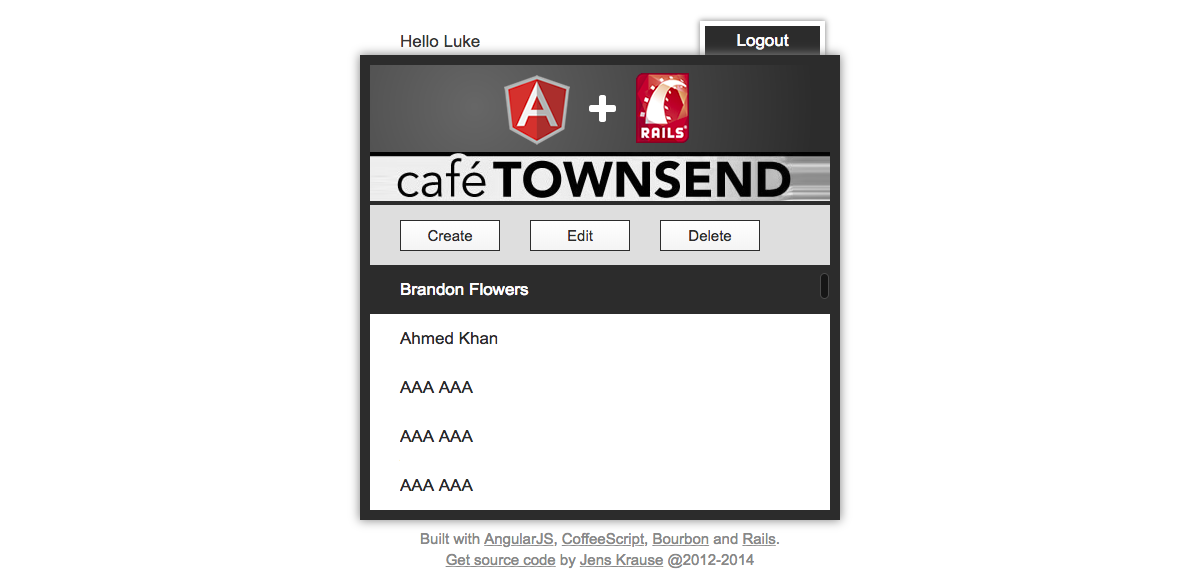 Hello Luke
Logout
A
RAILS
café TOWNSEND
Create Edit Delete
Brandon Flowers
Ahmed Khan
AAA AAA
AAA AAA
AAA AAA
Built with AngularJS, CoffeeScript, Bourbon and Rails.
Get source code by Jens Krause @2012-2014